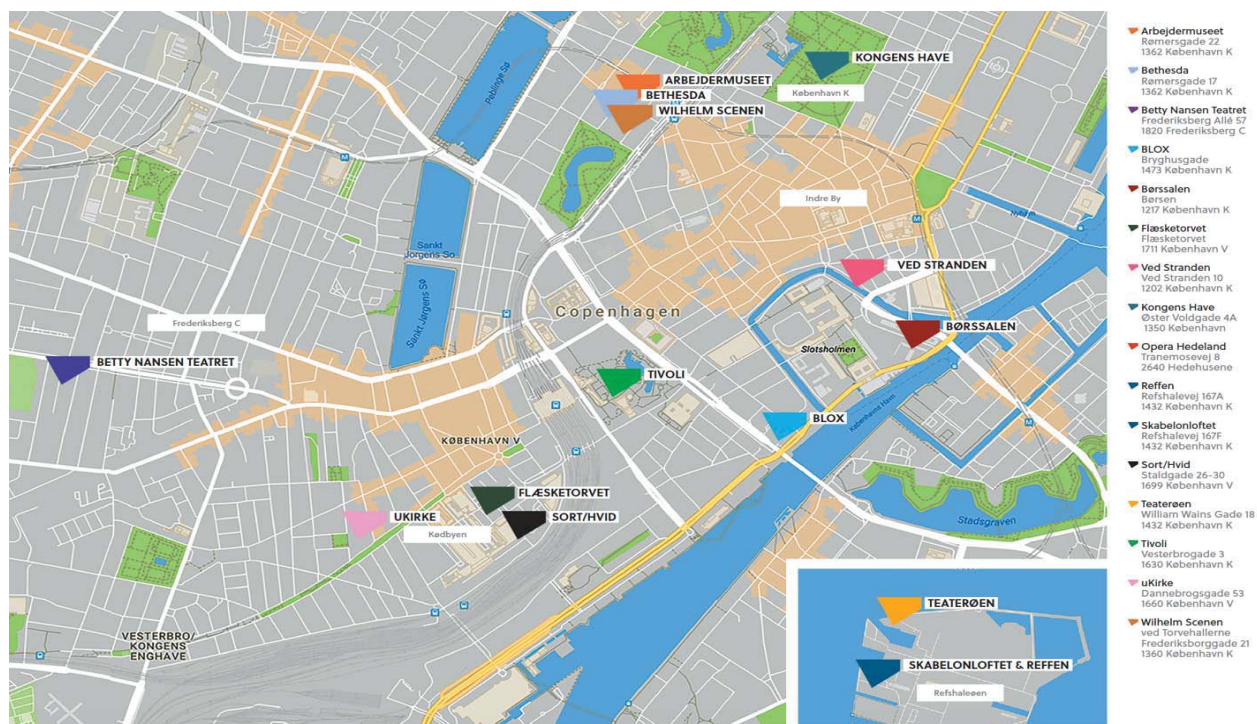 KONGENS HAVE
København K
ARBEJDERMUSEET
BETHESDA
WILHELM SCENEN
Peblinge Sø
Indre By
Nyhavn
Sankt
Jorgens So
Sankt Jørgens Sø
VED STRANDEN
Copenhagen
Frederiksberg C
BØRSSALEN
Slotsholmen
BETTY NANSEN TEATRET
TIVOLI
BLOX
Københavns Havn
KØBENHAVN V
FLÆSKETORVET
UKIRKE
SORT/HVID
Kødbyen
Stadsgraven
VESTERBRO/
KONGENS
ENGHAVE
TEATERØEN
SKABELONLOFTET & REFFEN
Refshaleøen
M
M
M
Arbejdermuseet
Rømersgade 22
1362 København K
Bethesda
Rømersgade 17
1362 København K
Betty Nansen Teatret
Frederiksberg Allé 57
1820 Frederiksberg C
BLOX
Bryghusgade
1473 København K
Børssalen
Børsen
1217 København K
Flæsketorvet
Flæsketorvet
1711 København V
Ved Stranden
Ved Stranden 10
1202 København K
Kongens Have
Øster Voldgade 4A
1350 København
Opera Hedeland
Tranemosevej 8
2640 Hedehusene
Reffen
Refshalevej 167A
1432 København K
Skabelonloftet
Refshalevej 167F
1432 København K
Sort/Hvid
Staldgade 26-30
1699 København V
Teaterøen
William Wains Gade 18
1432 København K
Tivoli
Vesterbrogade 3
1630 København K
uKirke
Dannebrogsgade 53
1660 København V
Wilhelm Scenen
ved Torvehallerne
Frederiksborggade 21
1360 København K